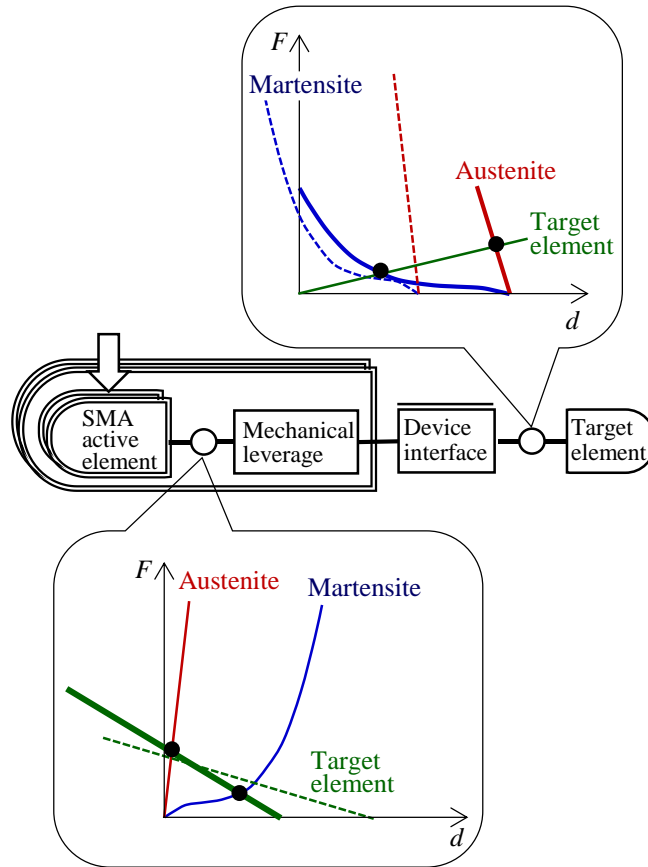 F
Martensite
Austenite
Target
element
d
SMA
active
element
Mechanical
leverage
Device
interface
Target
element
F
Austenite
Martensite
Target
element
d